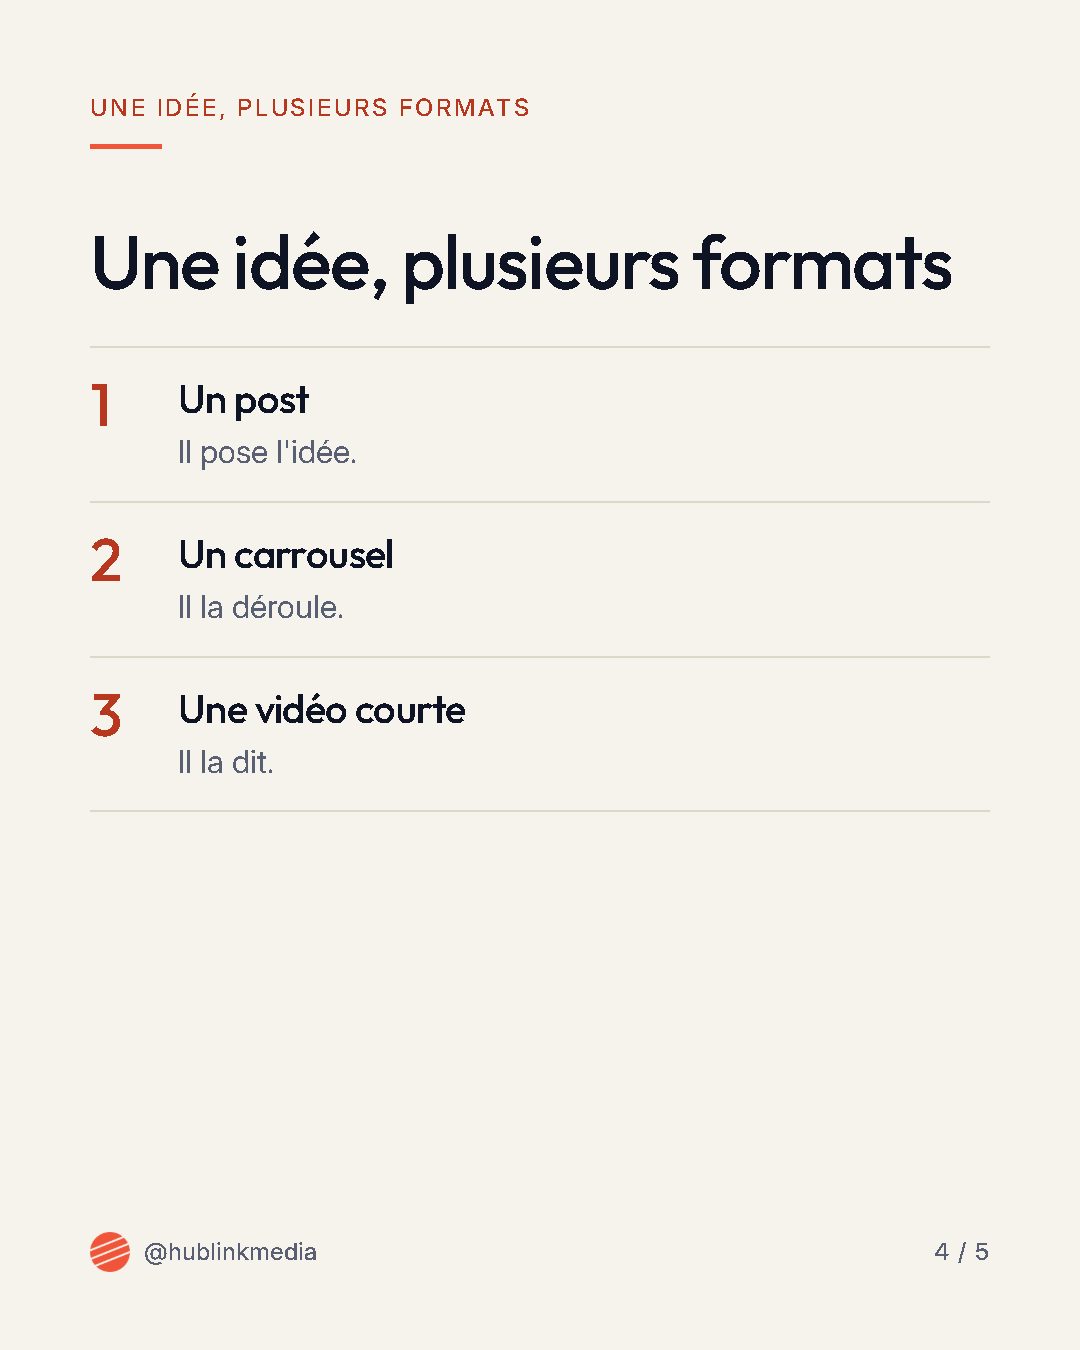 UNE IDÉE, PLUSIEURS FORMATS
Une idée, plusieurs formats
1 Un post
Il pose l'idée.
2 Un carrousel
Il la déroule.
3 Une vidéo courte
Il la dit.
@hublinkmedia 4 / 5